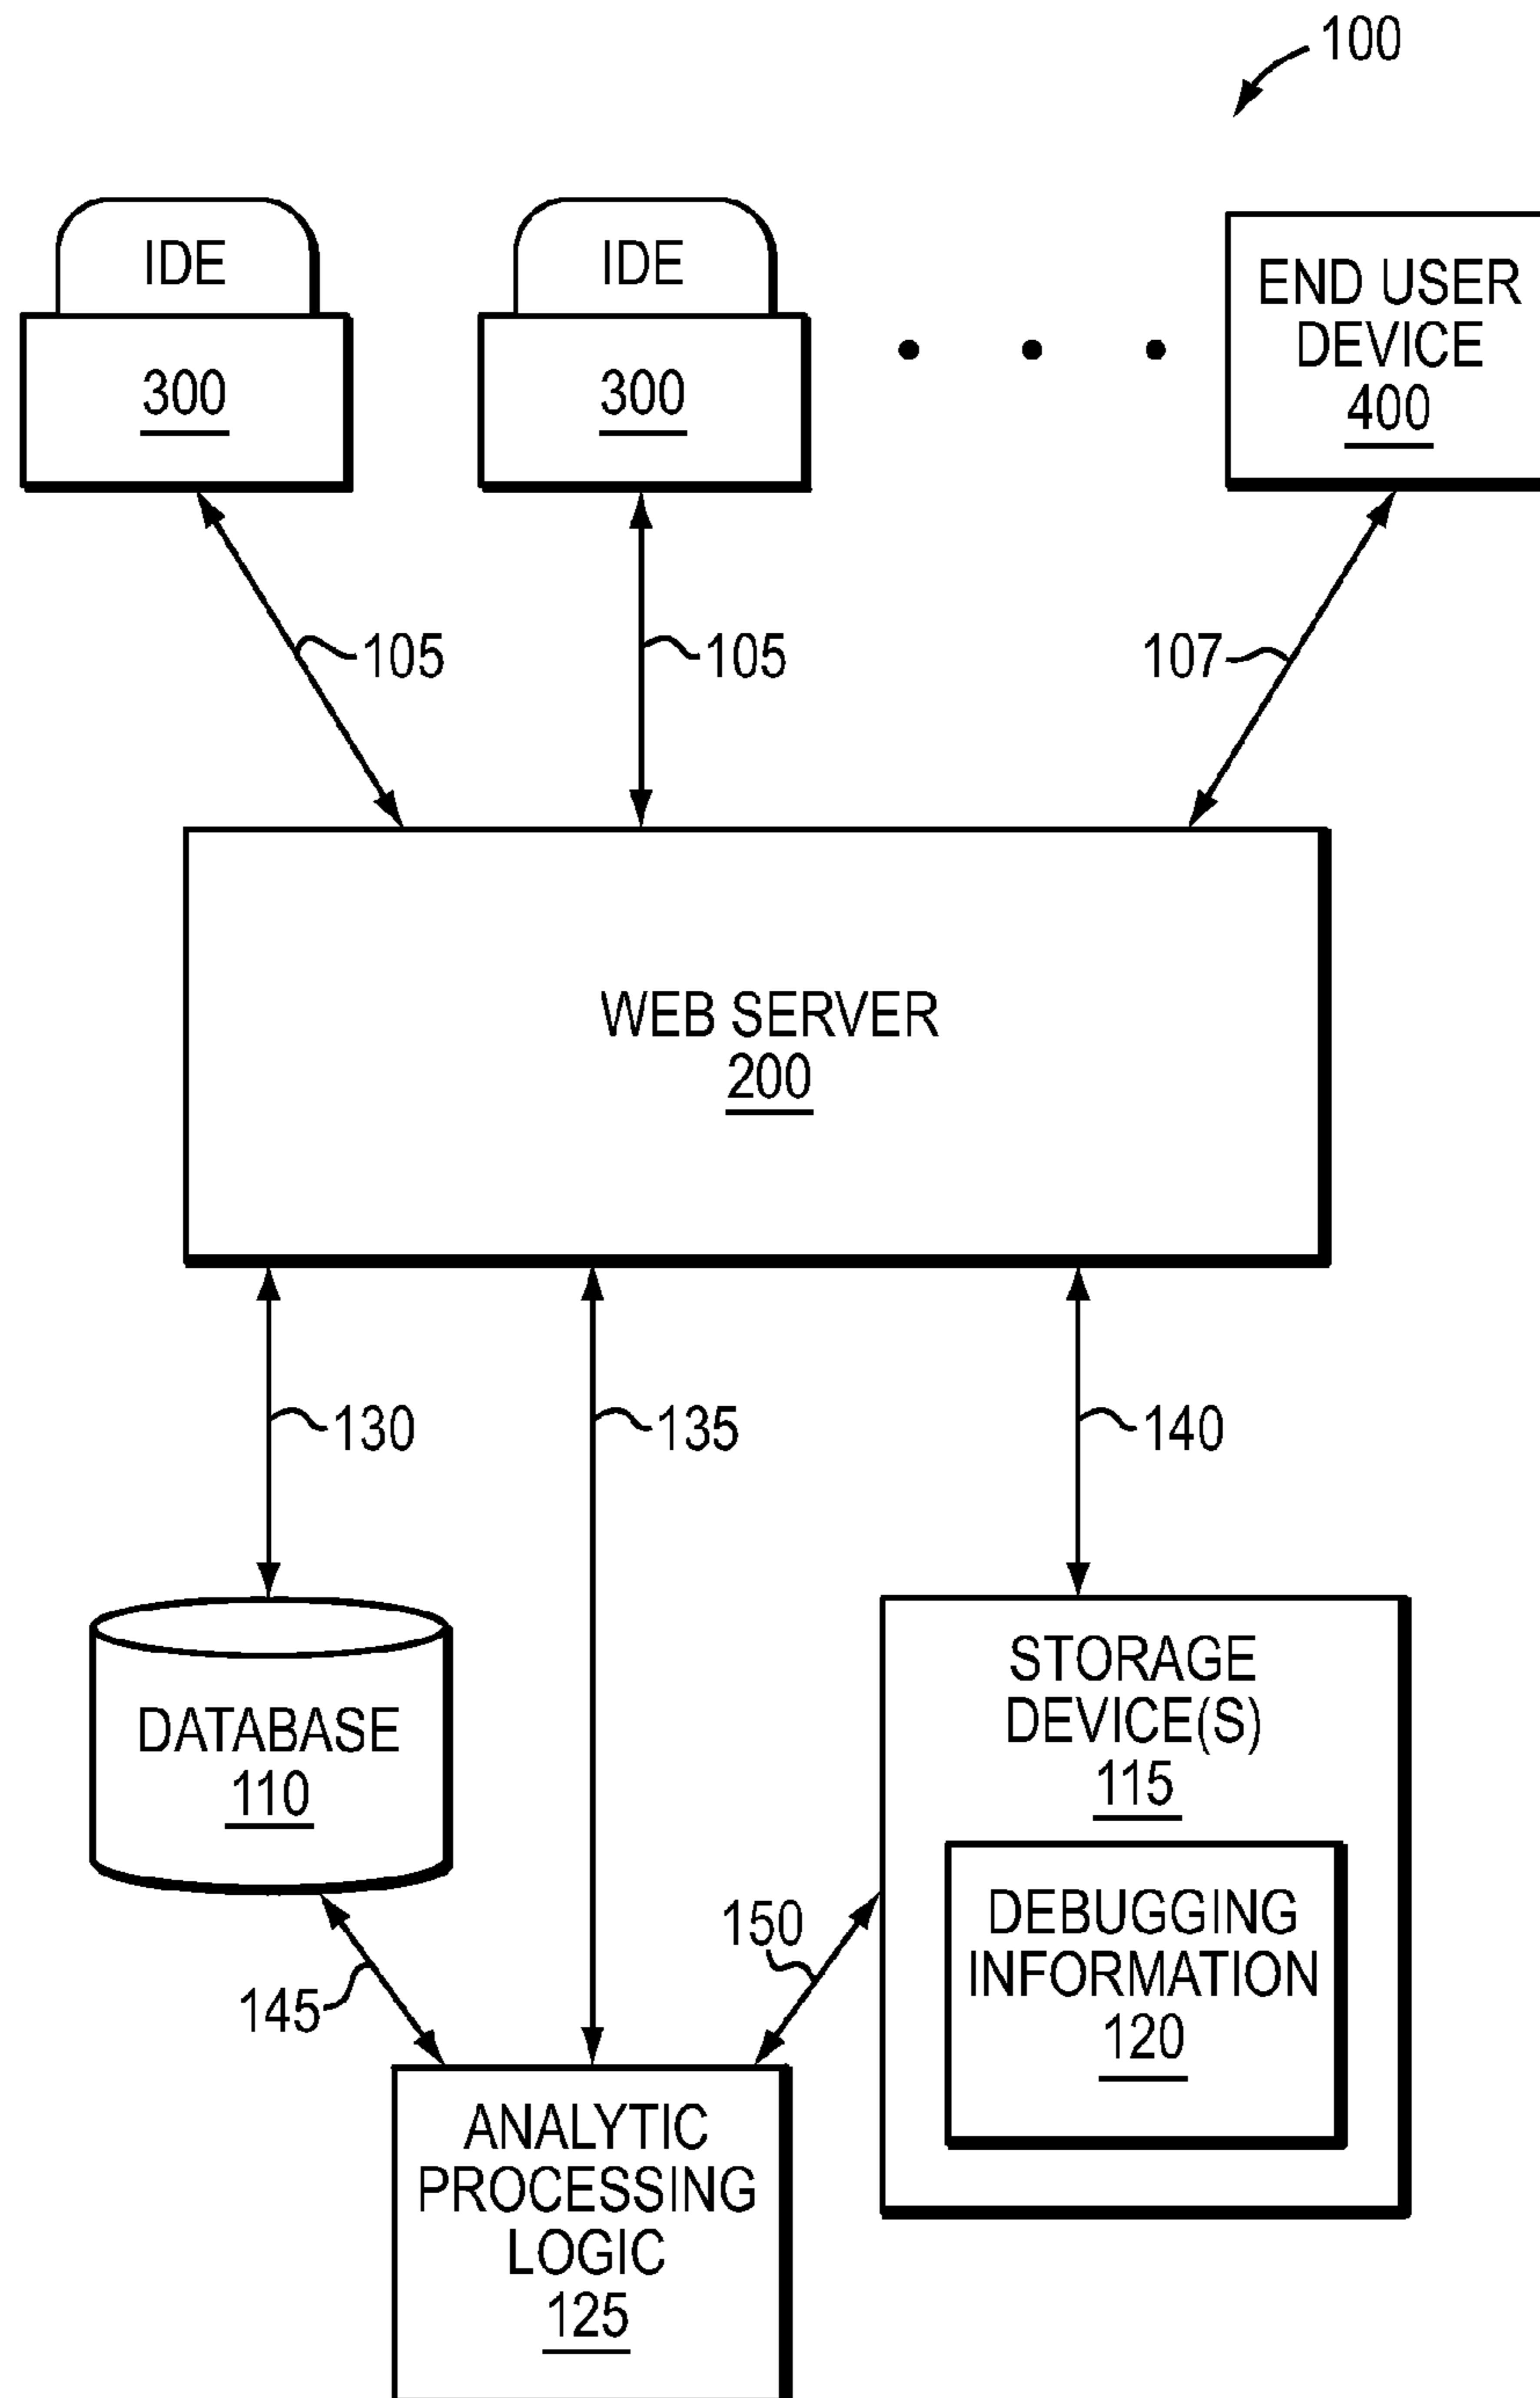 100
IDE
300
IDE
300
END USER
DEVICE
400
105
105
107
WEB SERVER
200
130
135
140
DATABASE
110
STORAGE
DEVICE(S)
115
DEBUGGING
INFORMATION
120
145
150
ANALYTIC
PROCESSING
LOGIC
125